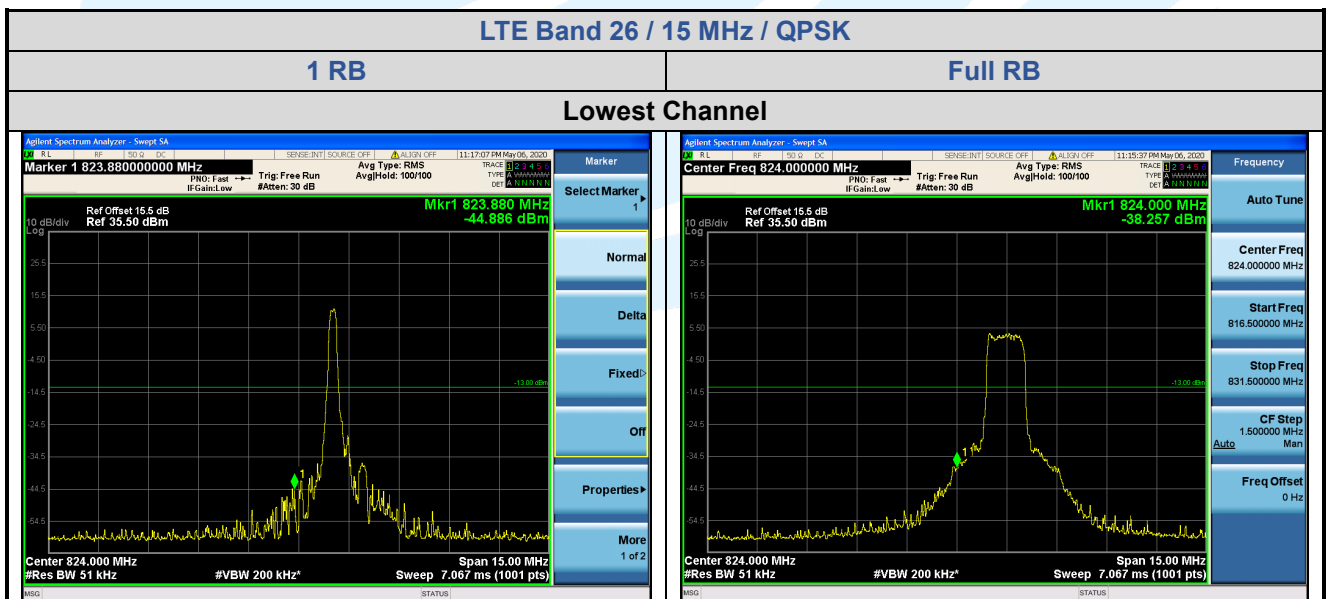 LTE Band 26 / 15 MHz / QPSK
1 RB
Full RB
Lowest Channel
Agilent Spectrum Analyzer - Swept SA
RL RF 50 Ω DC SENSE:INT SOURCE OFF ALIGN OFF 11:17:07 PM May 06, 2020
Marker 1 823.880000000 MHz
PNO: Fast
IFGain:Low
Trig: Free Run
#Atten: 30 dB
Avg Type: RMS
Avg|Hold: 100/100
TRACE 1 2 3 4 5 6
TYPE A
DET A N N N N N
Ref Offset 15.5 dB
10 dB/div Ref 35.50 dBm
Log
Mkr1 823.880 MHz
-44.886 dBm
25.5
15.5
5.50
-4.50
-14.5
-24.5
-34.5
-44.5
-54.5
-13.00 dBm
1
Center 824.000 MHz Span 15.00 MHz
#Res BW 51 kHz #VBW 200 kHz* Sweep 7.067 ms (1001 pts)
MSG STATUS
Marker
Select Marker
1
Normal
Delta
Fixed
Off
Properties
More
1 of 2
Agilent Spectrum Analyzer - Swept SA
RL RF 50 Ω DC SENSE:INT SOURCE OFF ALIGN OFF 11:15:37 PM May 06, 2020
Center Freq 824.000000 MHz
PNO: Fast
IFGain:Low
Trig: Free Run
#Atten: 30 dB
Avg Type: RMS
Avg|Hold: 100/100
TRACE 1 2 3 4 5 6
TYPE A
DET A N N N N N
Ref Offset 15.5 dB
10 dB/div Ref 35.50 dBm
Log
Mkr1 824.000 MHz
-38.257 dBm
25.5
15.5
5.50
-4.50
-14.5
-24.5
-34.5
-44.5
-54.5
-13.00 dBm
1
Center 824.000 MHz Span 15.00 MHz
#Res BW 51 kHz #VBW 200 kHz* Sweep 7.067 ms (1001 pts)
MSG STATUS
Frequency
Auto Tune
Center Freq
824.000000 MHz
Start Freq
816.500000 MHz
Stop Freq
831.500000 MHz
CF Step
1.500000 MHz
Auto Man
Freq Offset
0 Hz